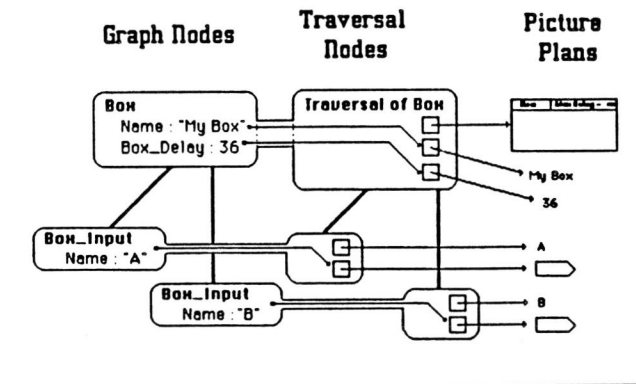 Graph Nodes
Traversal
Nodes
Picture
Plans
Box
Name : "My Box"
Box_Delay : 36
Traversal of Box
My Box
36
Box_Input
Name : "A"
A
Box_Input
Name : "B"
B